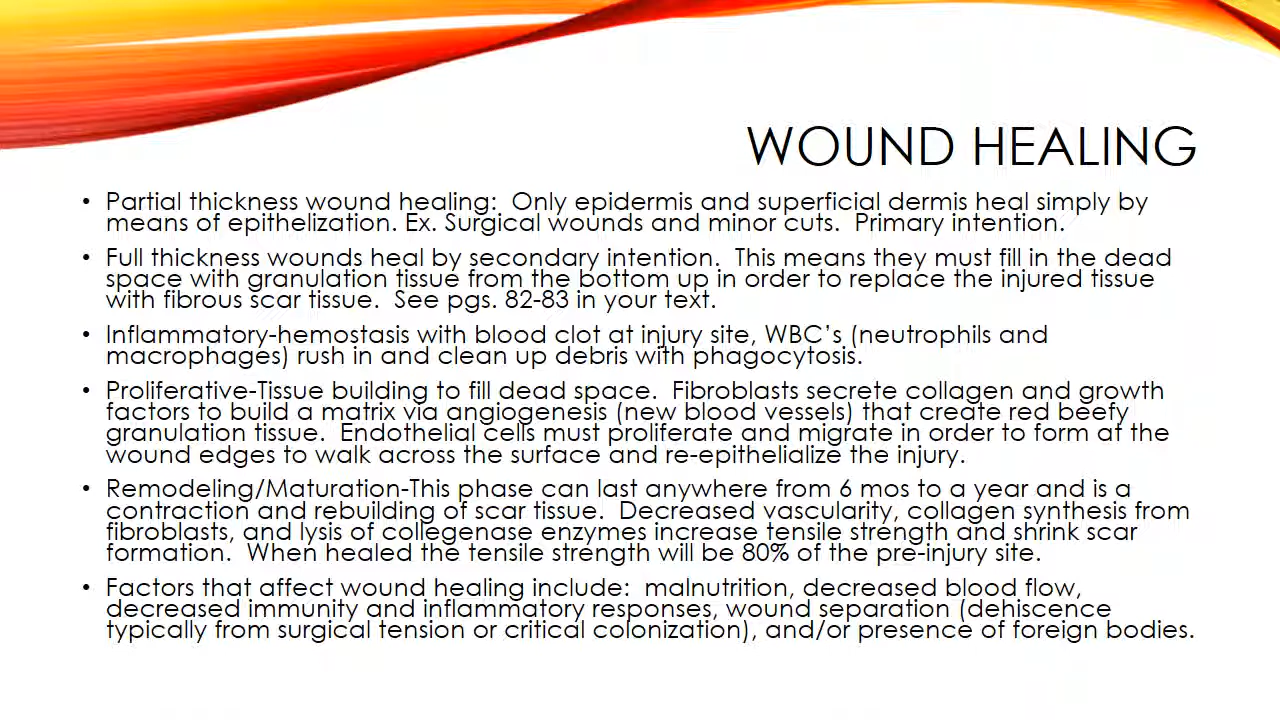 WOUND HEALING
• Partial thickness wound healing:  Only epidermis and superficial dermis heal simply by
means of epithelization. Ex. Surgical wounds and minor cuts.  Primary intention.
• Full thickness wounds heal by secondary intention.  This means they must fill in the dead
space with granulation tissue from the bottom up in order to replace the injured tissue
with fibrous scar tissue.  See pgs. 82-83 in your text.
• Inflammatory-hemostasis with blood clot at injury site, WBC’s (neutrophils and
macrophages) rush in and clean up debris with phagocytosis.
• Proliferative-Tissue building to fill dead space.  Fibroblasts secrete collagen and growth
factors to build a matrix via angiogenesis (new blood vessels) that create red beefy
granulation tissue.  Endothelial cells must proliferate and migrate in order to form at the
wound edges to walk across the surface and re-epithelialize the injury.
• Remodeling/Maturation-This phase can last anywhere from 6 mos to a year and is a
contraction and rebuilding of scar tissue.  Decreased vascularity, collagen synthesis from
fibroblasts, and lysis of collegenase enzymes increase tensile strength and shrink scar
formation.  When healed the tensile strength will be 80% of the pre-injury site.
• Factors that affect wound healing include:  malnutrition, decreased blood flow,
decreased immunity and inflammatory responses, wound separation (dehiscence
typically from surgical tension or critical colonization), and/or presence of foreign bodies.